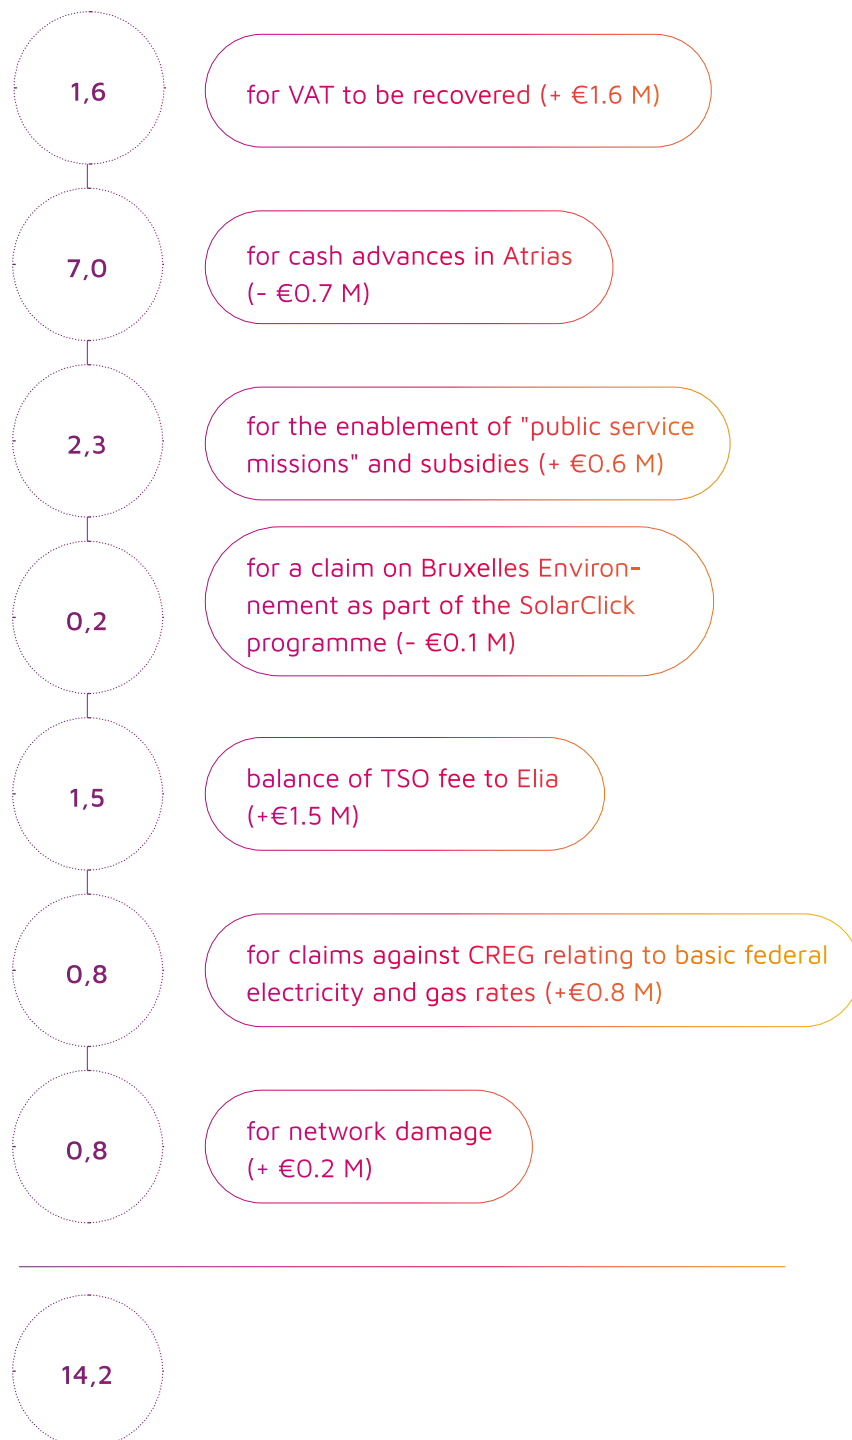 1,6
for VAT to be recovered (+ €1.6 M)
7,0
for cash advances in Atrias
(- €0.7 M)
2,3
for the enablement of "public service
missions" and subsidies (+ €0.6 M)
0,2
for a claim on Bruxelles Environ-
nement as part of the SolarClick
programme (- €0.1 M)
1,5
balance of TSO fee to Elia
(+€1.5 M)
0,8
for claims against CREG relating to basic federal
electricity and gas rates (+€0.8 M)
0,8
for network damage
(+ €0.2 M)
14,2